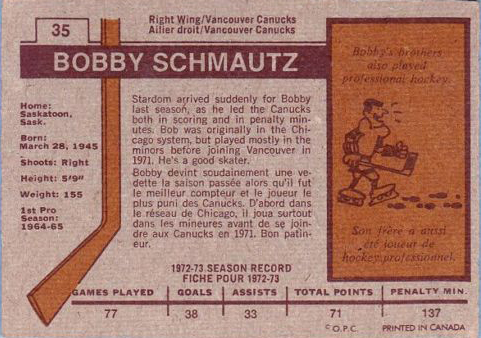 35
Right Wing/Vancouver Canucks
Ailier droit/Vancouver Canucks
BOBBY SCHMAUTZ
Home:
Saskatoon,
Sask.
Born:
March 28, 1945
Shoots: Right
Height: 5'9"
Weight: 155
1st Pro
Season:
1964-65
Stardom arrived suddenly for Bobby
last season, as he led the Canucks
both in scoring and in penalty min-
utes. Bob was originally in the Chi-
cago system, but played mostly in the
minors before joining Vancouver in
1971. He's a good skater.
Bobby devint soudainement une ve-
dette la saison passée alors qu'il fut
le meilleur compteur et le joueur le
plus puni des Canucks. D'abord dans
le réseau de Chicago, il joua surtout
dans les mineures avant de se join-
dre aux Canucks en 1971. Bon patin-
eur.
Bobby's brothers
also played
professional hockey.
Son frère a aussi
été joueur de
hockey professionnel.
1972-73 SEASON RECORD
FICHE POUR 1972-73
GAMES PLAYED GOALS ASSISTS TOTAL POINTS PENALTY MIN.
77 38 33 71 137
© O.P.C. PRINTED IN CANADA